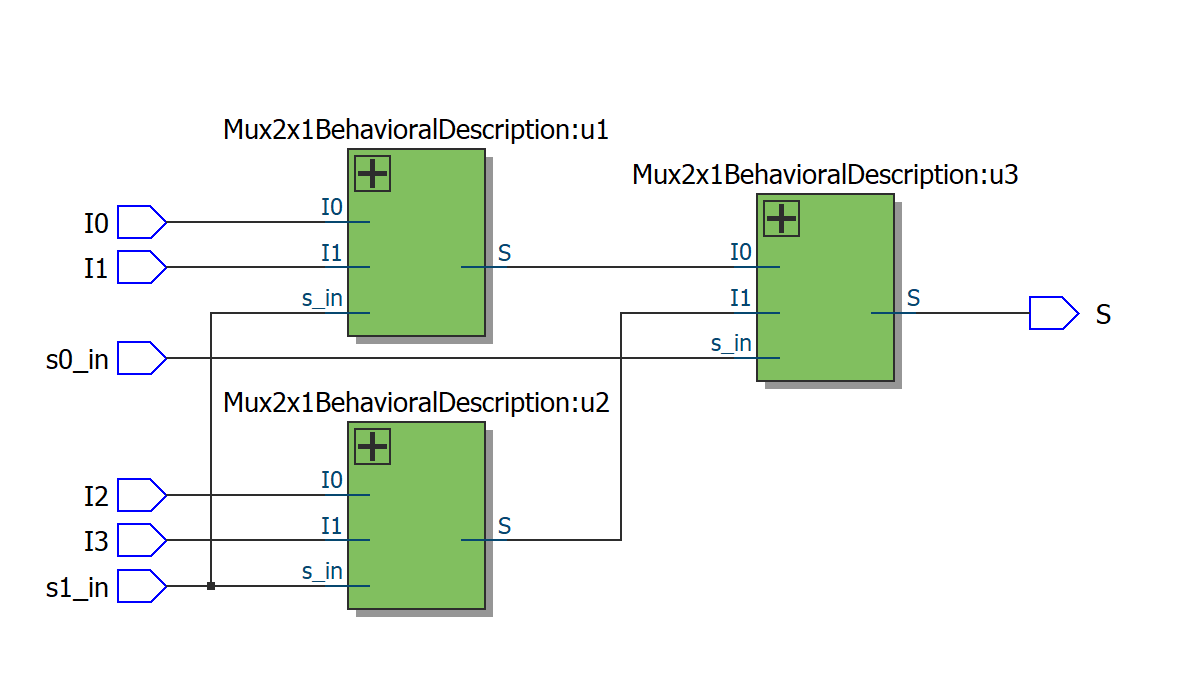 Mux2x1BehavioralDescription:u1
I0
I1
s_in
S
I0
I1
s0_in
Mux2x1BehavioralDescription:u2
I0
I1
s_in
S
I2
I3
s1_in
Mux2x1BehavioralDescription:u3
I0
I1
s_in
S
S